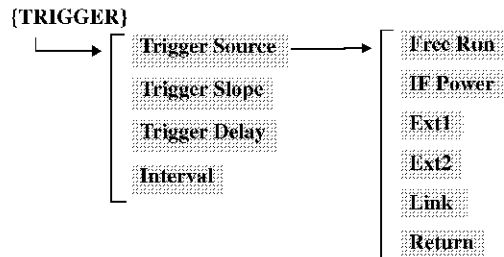 {TRIGGER}
Trigger Source
Trigger Slope
Trigger Delay
Interval
Free Run
IF Power
Ext1
Ext2
Link
Return